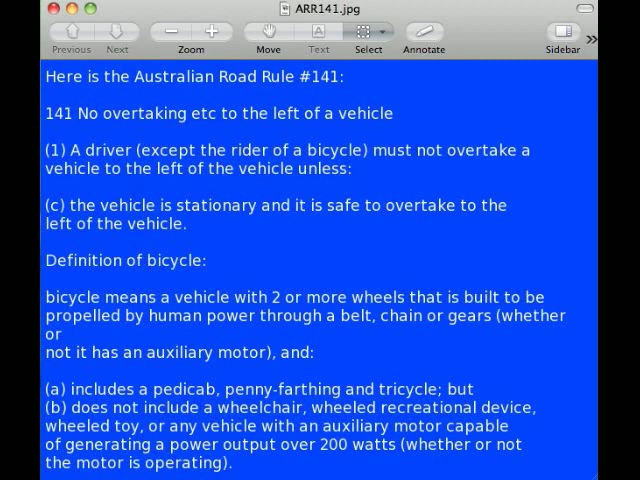 ARR141.jpg
Previous Next Zoom Move Text Select Annotate Sidebar »
Here is the Australian Road Rule #141:
141 No overtaking etc to the left of a vehicle
(1) A driver (except the rider of a bicycle) must not overtake a
vehicle to the left of the vehicle unless:
(c) the vehicle is stationary and it is safe to overtake to the
left of the vehicle.
Definition of bicycle:
bicycle means a vehicle with 2 or more wheels that is built to be
propelled by human power through a belt, chain or gears (whether
or
not it has an auxiliary motor), and:
(a) includes a pedicab, penny-farthing and tricycle; but
(b) does not include a wheelchair, wheeled recreational device,
wheeled toy, or any vehicle with an auxiliary motor capable
of generating a power output over 200 watts (whether or not
the motor is operating).